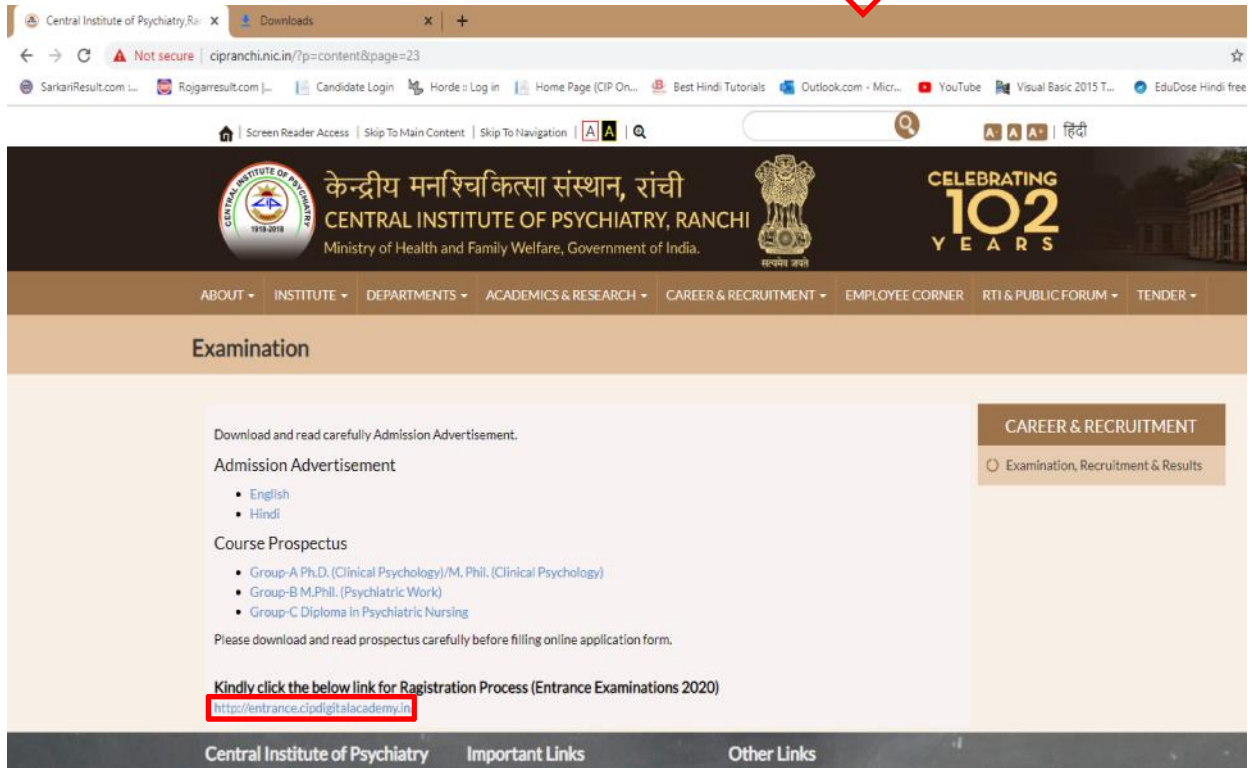 Central Institute of Psychiatry,Ra
Downloads
Not secure | cipranchi.nic.in/?p=content&page=23
SarkariResult.com :... Rojgarresult.com |... Candidate Login Horde :: Log in Home Page (CIP On... Best Hindi Tutorials Outlook.com - Micr... YouTube Visual Basic 2015 T... EduDose Hindi free
| Screen Reader Access | Skip To Main Content | Skip To Navigation | A A | A- A A+ | हिंदी
CENTRAL INSTITUTE OF PSYCHIATRY
CIP
1918-2018
केन्द्रीय मनश्चिकित्सा संस्थान, रांची
CENTRAL INSTITUTE OF PSYCHIATRY, RANCHI
Ministry of Health and Family Welfare, Government of India.
सत्यमेव जयते
CELEBRATING
102
YEARS
ABOUT INSTITUTE DEPARTMENTS ACADEMICS & RESEARCH CAREER & RECRUITMENT EMPLOYEE CORNER RTI & PUBLIC FORUM TENDER
Examination
Download and read carefully Admission Advertisement.
Admission Advertisement
• English
• Hindi
Course Prospectus
• Group-A Ph.D. (Clinical Psychology)/M. Phil. (Clinical Psychology)
• Group-B M.Phil. (Psychiatric Work)
• Group-C Diploma in Psychiatric Nursing
Please download and read prospectus carefully before filling online application form.
Kindly click the below link for Ragistration Process (Entrance Examinations 2020)
http://entrance.cipdigitalacademy.in
CAREER & RECRUITMENT
Examination, Recruitment & Results
Central Institute of Psychiatry Important Links Other Links